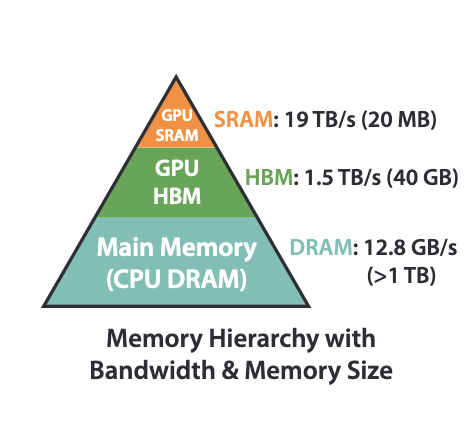 GPU
SRAM
SRAM: 19 TB/s (20 MB)
GPU
HBM
HBM: 1.5 TB/s (40 GB)
Main Memory
(CPU DRAM)
DRAM: 12.8 GB/s
(>1 TB)
Memory Hierarchy with
Bandwidth & Memory Size